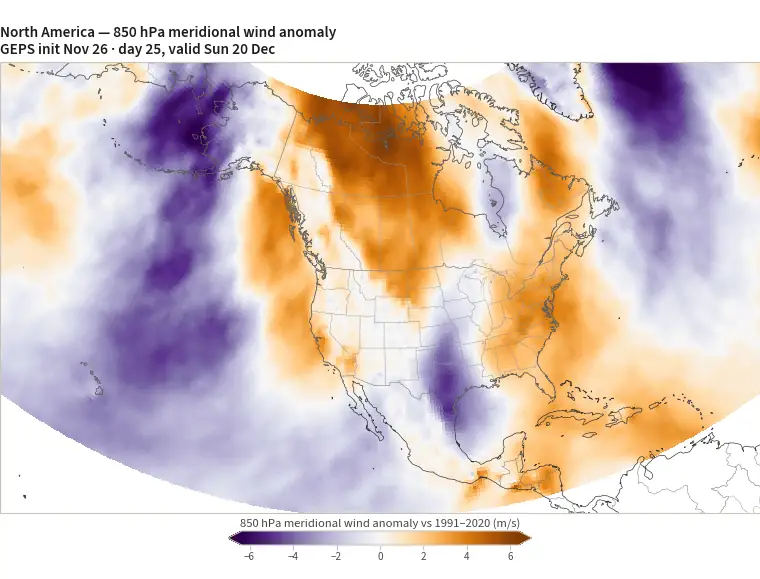 North America — 850 hPa meridional wind anomaly
GEPS init Nov 26 · day 25, valid Sun 20 Dec
850 hPa meridional wind anomaly vs 1991–2020 (m/s)
−6 −4 −2 0 2 4 6